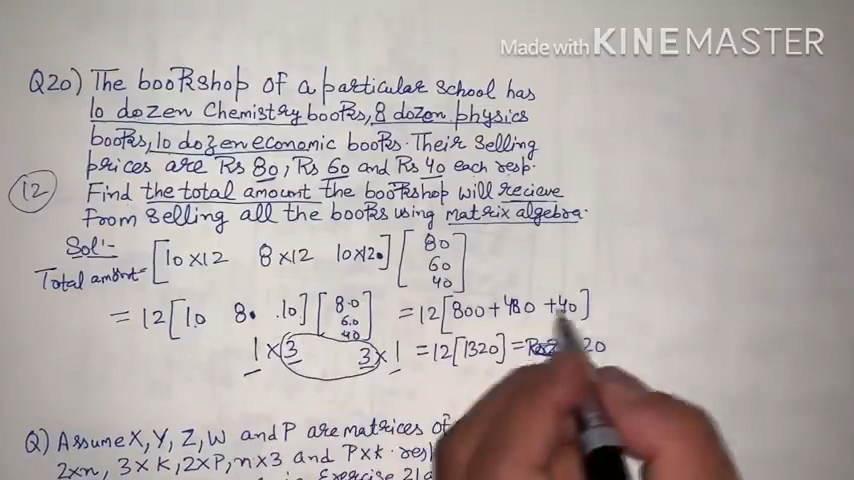 Made with KINEMASTER
Q20) The bookshop of a particular school has
10 dozen Chemistry books, 8 dozen physics
books, 10 dozen economic books. Their selling
prices are Rs 80, Rs 60 and Rs 40 each resp.
12 Find the total amount the bookshop will recieve
from selling all the books using matrix algebra.
Sol:-
Total amount = [10×12 8×12 10×12] [80 60 40]
= 12[10 8 10] [80 60 40] = 12[800+480+40]
1×3 3×1 = 12[1320] = 20
Q) Assume X, Y, Z, W and P are matrices of
2×n, 3×K, 2×P, n×3 and P×k